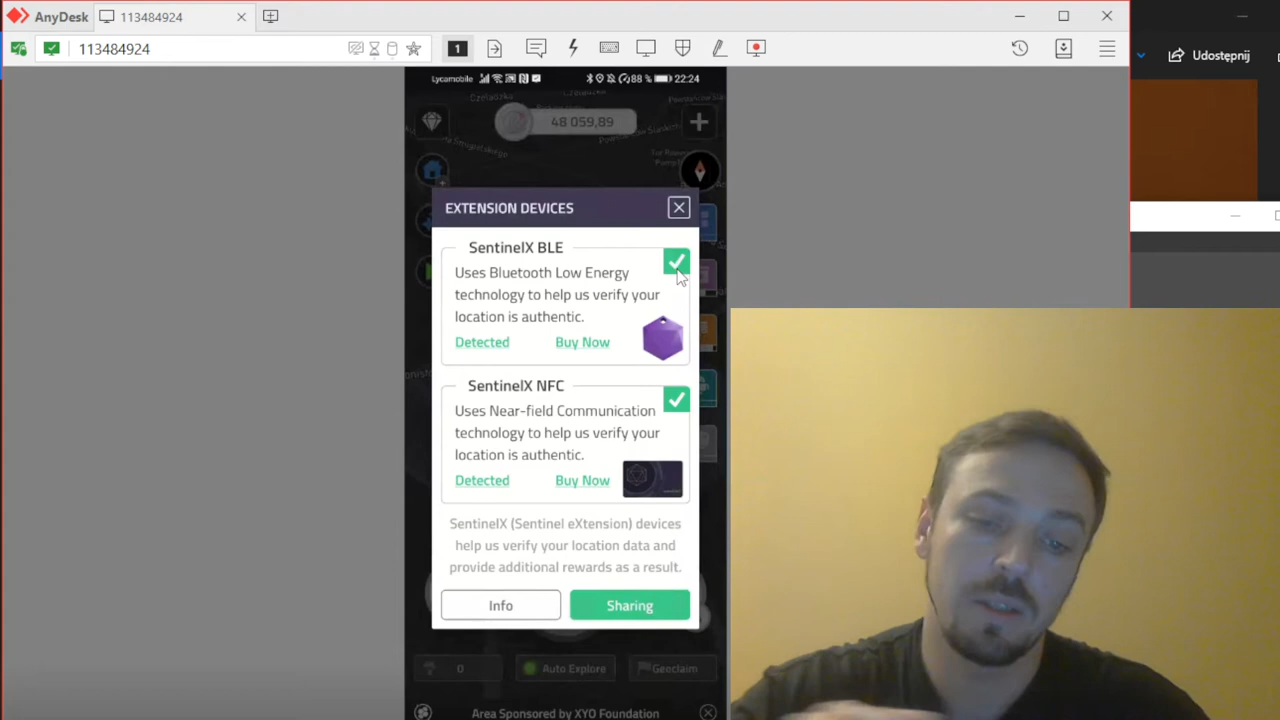 AnyDesk
113484924
113484924
1
Udostępnij
Lycamobile
88 %
22:24
48 059,89
EXTENSION DEVICES
SentinelX BLE
Uses Bluetooth Low Energy
technology to help us verify your
location is authentic.
Detected Buy Now
SentinelX NFC
Uses Near-field Communication
technology to help us verify your
location is authentic.
Detected Buy Now
SentinelX (Sentinel eXtension) devices
help us verify your location data and
provide additional rewards as a result.
Info Sharing
0 Auto Explore Geoclaim
Area Sponsored by XYO Foundation